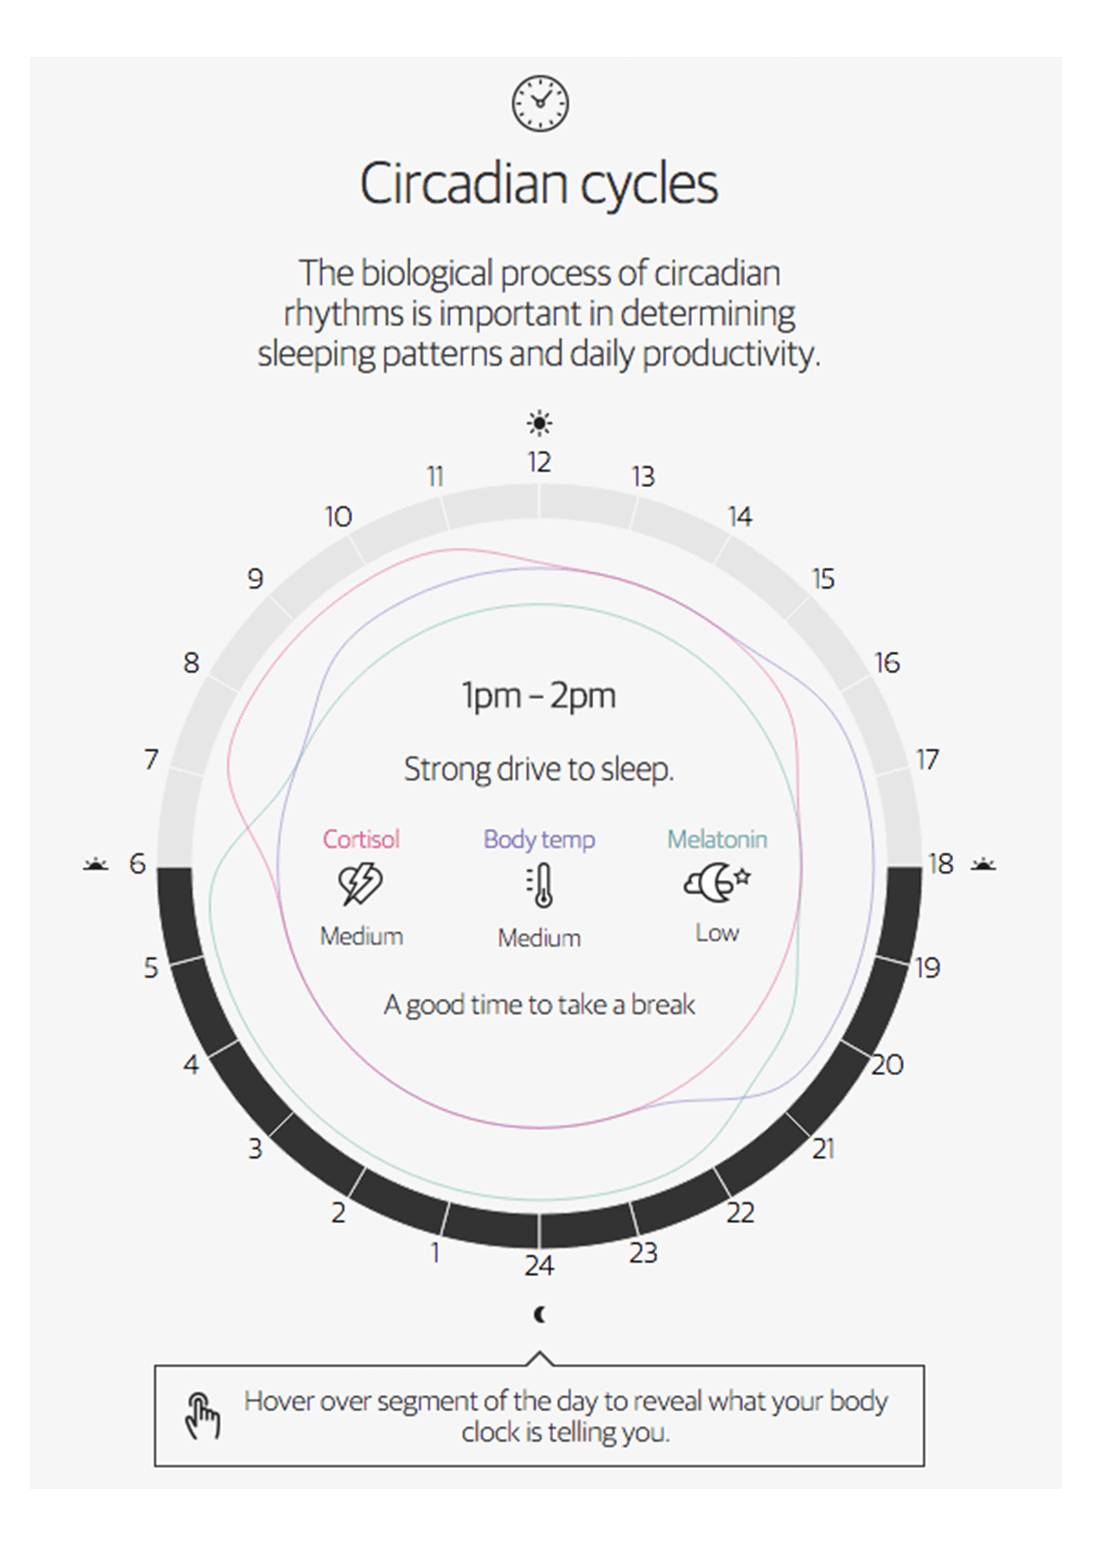 Circadian cycles
The biological process of circadian
rhythms is important in determining
sleeping patterns and daily productivity.
12
11
13
10
14
9
15
8
16
7
17
1pm – 2pm
Strong drive to sleep.
Cortisol
Body temp
Melatonin
Medium
Medium
Low
A good time to take a break
6
18
5
19
4
20
3
21
2
22
1
23
24
Hover over segment of the day to reveal what your body
clock is telling you.